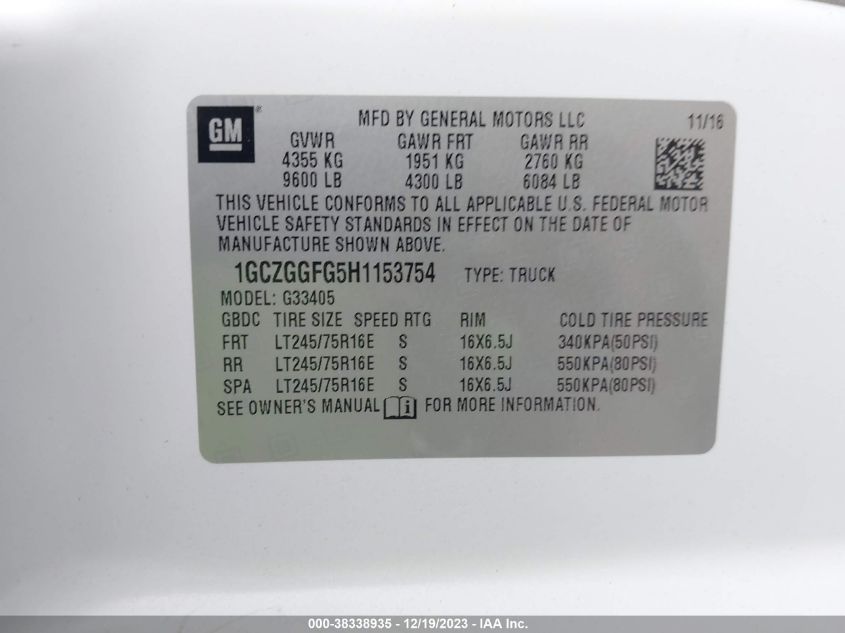 GM ®
MFD BY GENERAL MOTORS LLC 11/16
GVWR GAWR FRT GAWR RR
4355 KG 1951 KG 2760 KG
9600 LB 4300 LB 6084 LB
THIS VEHICLE CONFORMS TO ALL APPLICABLE U.S. FEDERAL MOTOR
VEHICLE SAFETY STANDARDS IN EFFECT ON THE DATE OF
MANUFACTURE SHOWN ABOVE.
1GCZGGFG5H1153754 TYPE: TRUCK
MODEL: G33405
GBDC TIRE SIZE SPEED RTG RIM COLD TIRE PRESSURE
FRT LT245/75R16E S 16X6.5J 340KPA(50PSI)
RR LT245/75R16E S 16X6.5J 550KPA(80PSI)
SPA LT245/75R16E S 16X6.5J 550KPA(80PSI)
SEE OWNER'S MANUAL i FOR MORE INFORMATION.
000-38338935 - 12/19/2023 - IAA Inc.